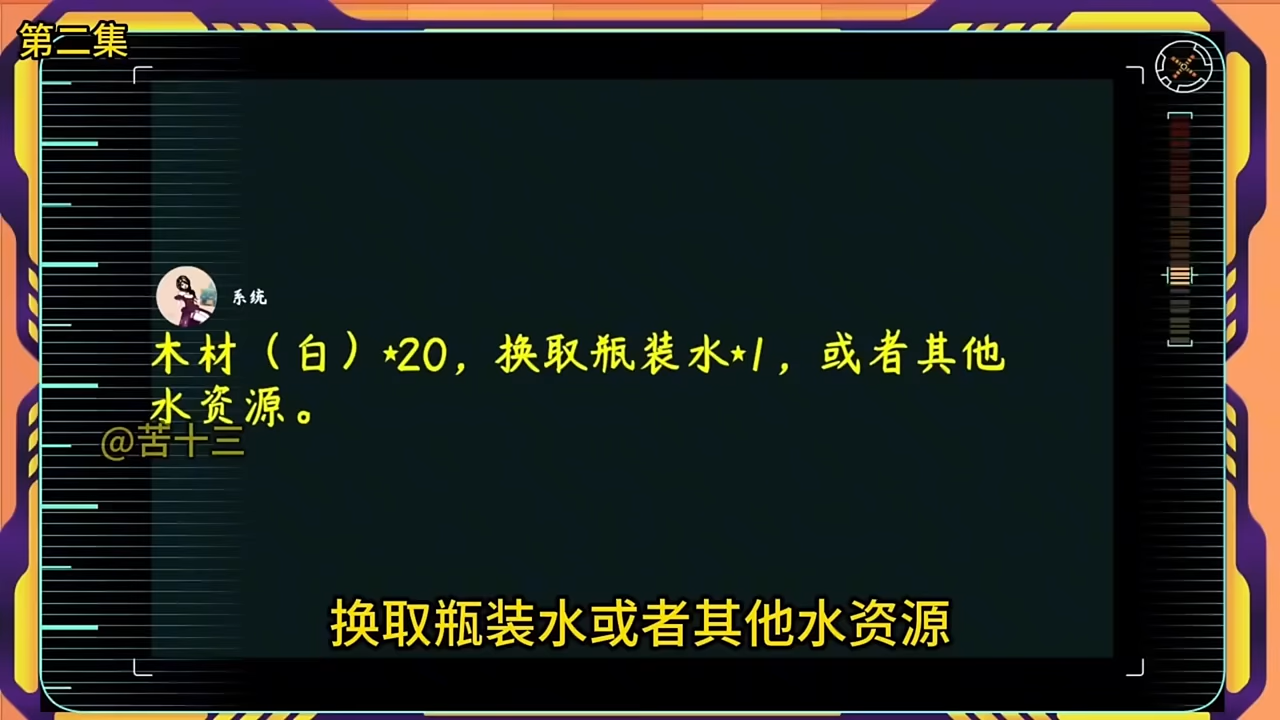 第二集
系统
木材（白）*20，换取瓶装水*1，或者其他
水资源。
@苦十三
换取瓶装水或者其他水资源